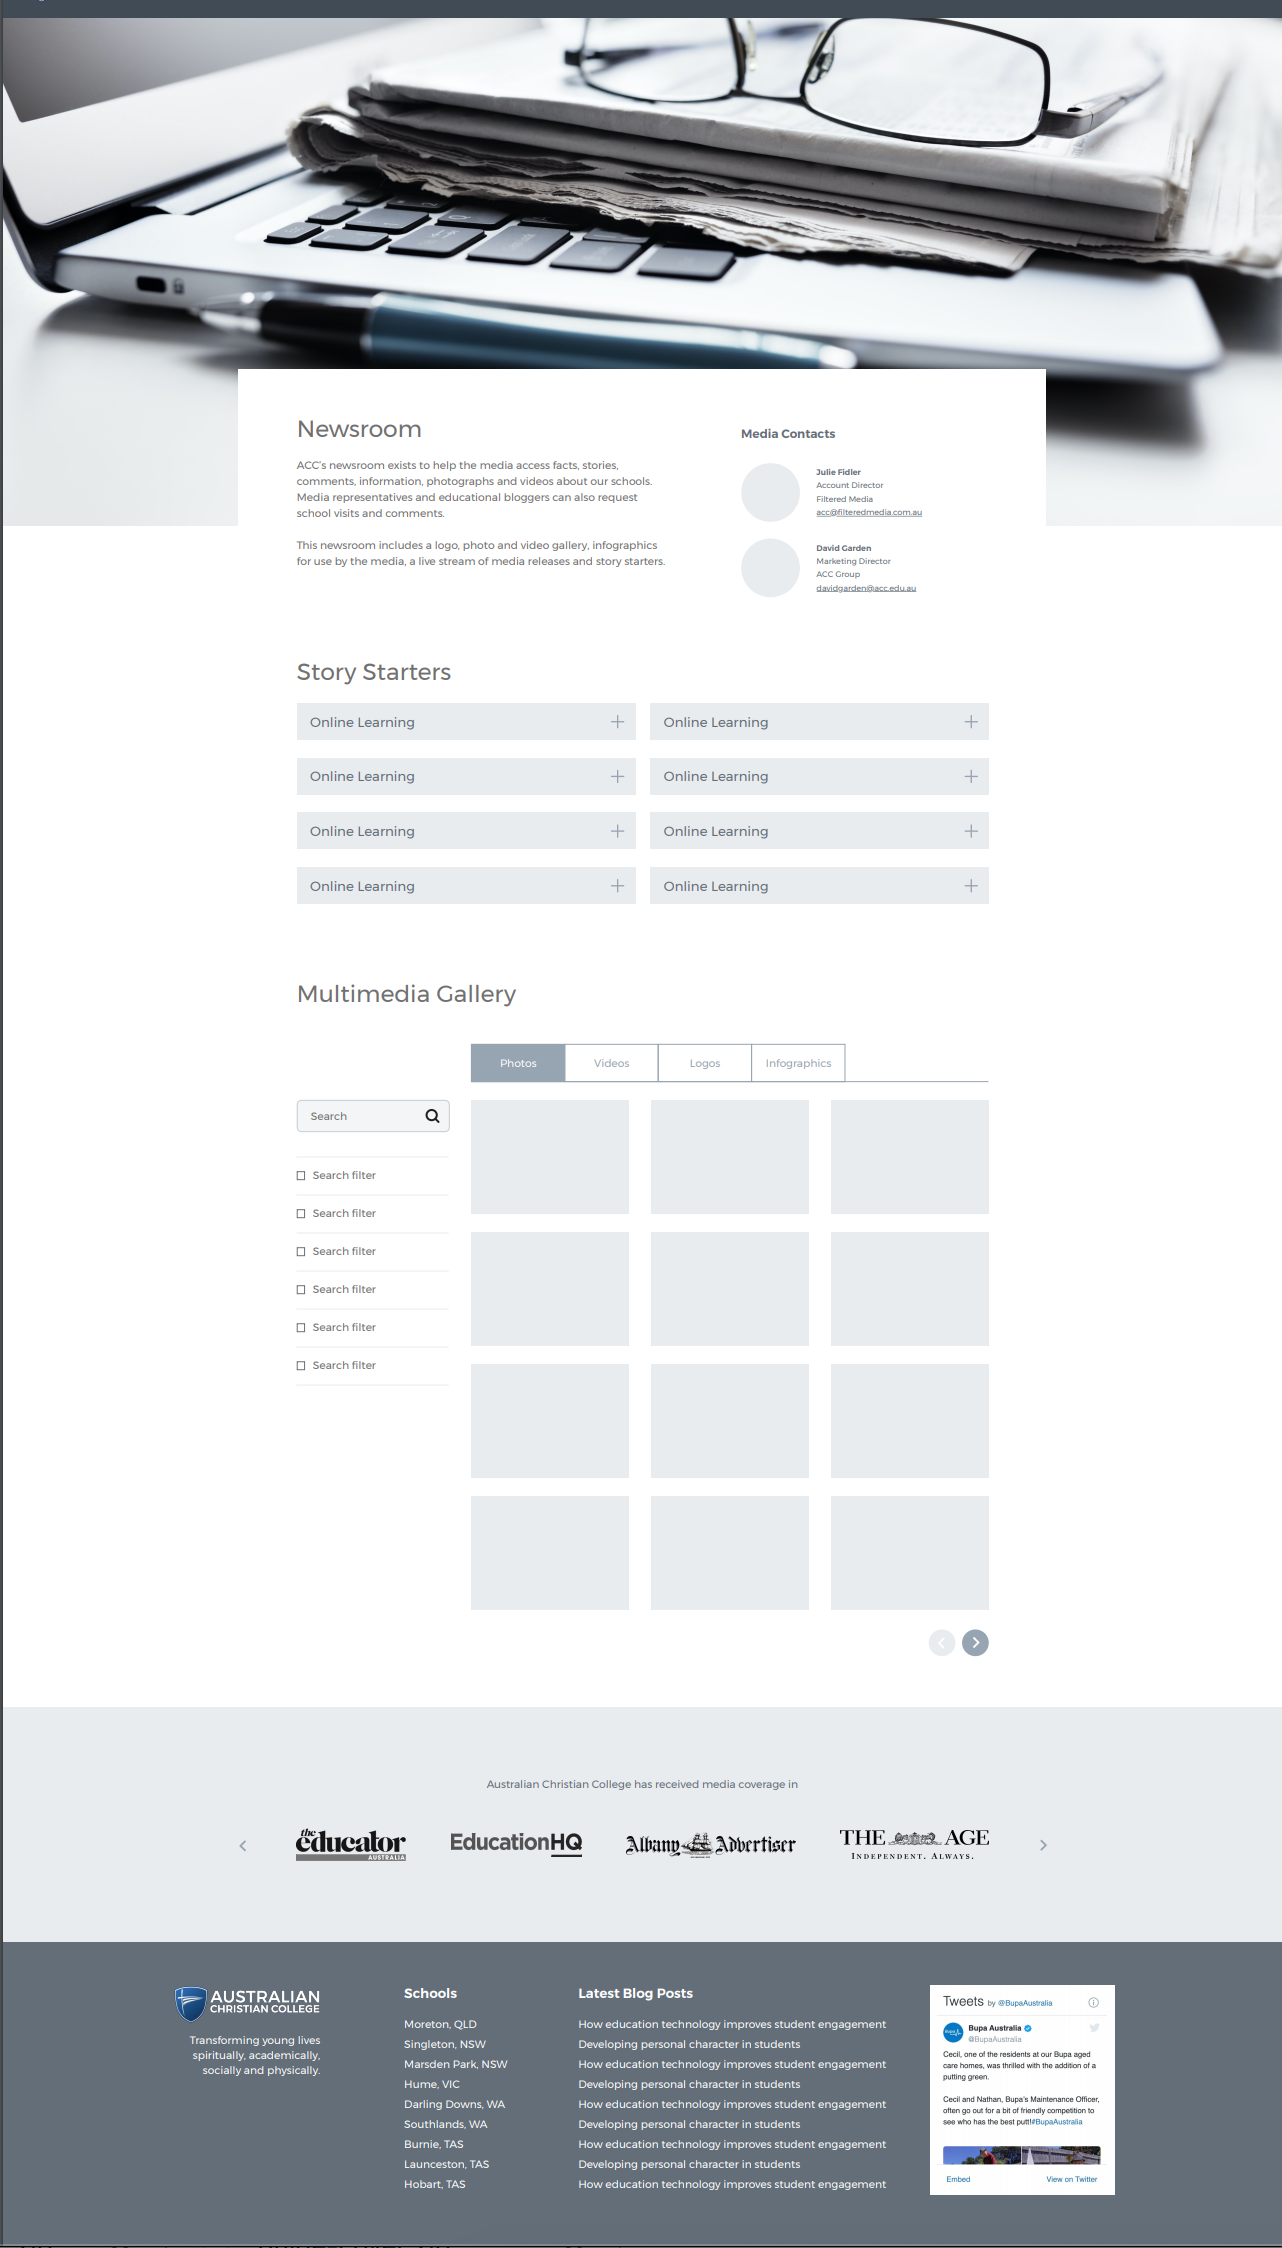 Newsroom
ACC's newsroom exists to help the media access facts, stories,
comments, information, photographs and videos about our schools.
Media representatives and educational bloggers can also request
school visits and comments.
This newsroom includes a logo, photo and video gallery, infographics
for use by the media, a live stream of media releases and story starters.
Media Contacts
Julie Fidler
Account Director
Filtered Media
acc@filteredmedia.com.au
David Garden
Marketing Director
ACC Group
davidgarden@acc.edu.au
Story Starters
Online Learning
Online Learning
Online Learning
Online Learning
Online Learning
Online Learning
Online Learning
Online Learning
Multimedia Gallery
Photos
Videos
Logos
Infographics
Search
Search filter
Search filter
Search filter
Search filter
Search filter
Search filter
Australian Christian College has received media coverage in
the
educator
AUSTRALIA
EducationHQ
Albany Advertiser
THE AGE
INDEPENDENT. ALWAYS.
AUSTRALIAN
CHRISTIAN COLLEGE
Transforming young lives
spiritually, academically,
socially and physically.
Schools
Moreton, QLD
Singleton, NSW
Marsden Park, NSW
Hume, VIC
Darling Downs, WA
Southlands, WA
Burnie, TAS
Launceston, TAS
Hobart, TAS
Latest Blog Posts
How education technology improves student engagement
Developing personal character in students
How education technology improves student engagement
Developing personal character in students
How education technology improves student engagement
Developing personal character in students
How education technology improves student engagement
Developing personal character in students
How education technology improves student engagement
Tweets by @BupaAustralia
Bupa Australia
@BupaAustralia
Cecil, one of the residents at our Bupa aged
care homes, was thrilled with the addition of a
putting green.
Cecil and Nathan, Bupa's Maintenance Officer,
often go out for a bit of friendly competition to
see who has the best putt!#BupaAustralia
Embed
View on Twitter